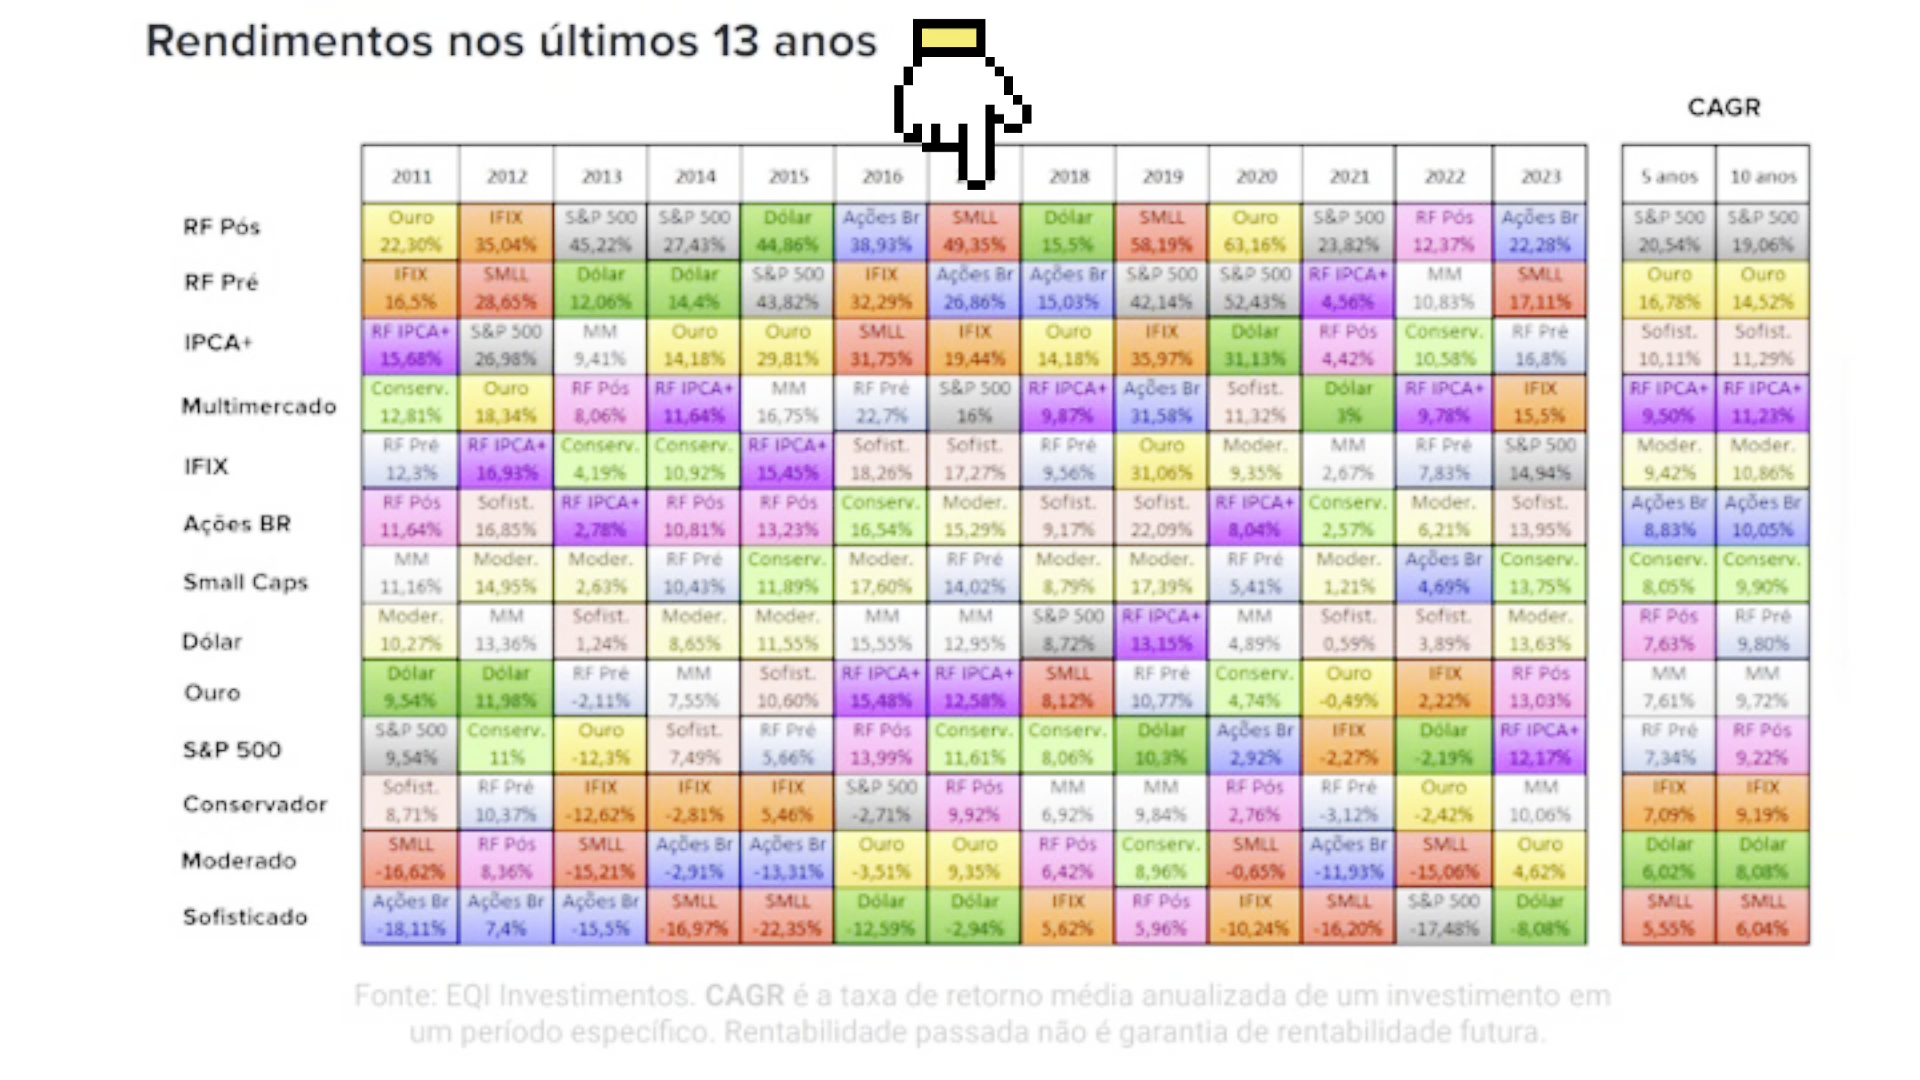 Rendimentos nos últimos 13 anos
CAGR
2011 2012 2013 2014 2015 2016 2018 2019 2020 2021 2022 2023 5 anos 10 anos
RF Pós
Ouro IFIX S&P 500 S&P 500 Dólar Ações Br SMLL Dólar SMLL Ouro S&P 500 RF Pós Ações Br S&P 500 S&P 500
22,30% 35,04% 45,22% 27,43% 44,86% 38,93% 49,35% 15,5% 58,19% 63,16% 23,82% 12,37% 22,28% 20,54% 19,06%
RF Pré
IFIX SMLL Dólar Dólar S&P 500 IFIX Ações Br Ações Br S&P 500 S&P 500 RF IPCA+ MM SMLL Ouro Ouro
16,5% 28,65% 12,06% 14,4% 43,82% 32,29% 26,86% 15,03% 42,14% 52,43% 4,56% 10,83% 17,11% 16,78% 14,52%
IPCA+
RF IPCA+ S&P 500 MM Ouro Ouro SMLL IFIX Ouro IFIX Dólar RF Pós Conserv. RF Pré Sofist. Sofist.
15,68% 26,98% 9,41% 14,18% 29,81% 31,75% 19,44% 14,18% 35,97% 31,13% 4,42% 10,58% 16,8% 10,11% 11,29%
Multimercado
Conserv. Ouro RF Pós RF IPCA+ MM RF Pré S&P 500 RF IPCA+ Ações Br Sofist. Dólar RF IPCA+ IFIX RF IPCA+ RF IPCA+
12,81% 18,34% 8,06% 11,64% 16,75% 22,7% 16% 9,87% 31,58% 11,32% 3% 9,78% 15,5% 9,50% 11,23%
IFIX
RF Pré RF IPCA+ Conserv. Conserv. RF IPCA+ Sofist. Sofist. RF Pré Ouro Moder. MM RF Pré S&P 500 Moder. Moder.
12,3% 16,93% 4,19% 10,92% 15,45% 18,26% 17,27% 9,56% 31,06% 9,35% 2,67% 7,83% 14,94% 9,42% 10,86%
Ações BR
RF Pós Sofist. RF IPCA+ RF Pós RF Pós Conserv. Moder. Sofist. Sofist. RF IPCA+ Conserv. Moder. Sofist. Ações Br Ações Br
11,64% 16,85% 2,78% 10,81% 13,23% 16,54% 15,29% 9,17% 22,09% 8,04% 2,57% 6,21% 13,95% 8,83% 10,05%
Small Caps
MM Moder. Moder. RF Pré Conserv. Moder. RF Pré Moder. Moder. RF Pré Moder. Ações Br Conserv. Conserv. Conserv.
11,16% 14,95% 2,63% 10,43% 11,89% 17,60% 14,02% 8,79% 17,39% 5,41% 1,21% 4,69% 13,75% 8,05% 9,90%
Dólar
Moder. MM Sofist. Moder. Moder. MM MM S&P 500 RF IPCA+ MM Sofist. Sofist. Moder. RF Pós RF Pré
10,27% 13,36% 1,24% 8,65% 11,55% 15,55% 12,95% 8,72% 13,15% 4,89% 0,59% 3,89% 13,63% 7,63% 9,80%
Ouro
Dólar Dólar RF Pré MM Sofist. RF IPCA+ RF IPCA+ SMLL RF Pré Conserv. Ouro IFIX RF Pós MM MM
9,54% 11,98% -2,11% 7,55% 10,60% 15,48% 12,58% 8,12% 10,77% 4,74% -0,49% 2,22% 13,03% 7,61% 9,72%
S&P 500
S&P 500 Conserv. Ouro Sofist. RF Pré RF Pós Conserv. Conserv. Dólar Ações Br IFIX Dólar RF IPCA+ RF Pré RF Pós
9,54% 11% -12,3% 7,49% 5,66% 13,99% 11,61% 8,06% 10,3% 2,92% -2,27% -2,19% 12,17% 7,34% 9,22%
Conservador
Sofist. RF Pré IFIX IFIX IFIX S&P 500 RF Pós MM MM RF Pós RF Pré Ouro MM IFIX IFIX
8,71% 10,37% -12,62% -2,81% 5,46% -2,71% 9,92% 6,92% 9,84% 2,76% -3,12% -2,42% 10,06% 7,09% 9,19%
Moderado
SMLL RF Pós SMLL Ações Br Ações Br Ouro Ouro RF Pós Conserv. SMLL Ações Br SMLL Ouro Dólar Dólar
-16,62% 8,36% -15,21% -2,91% -13,31% -3,51% 9,35% 6,42% 8,96% -0,65% -11,93% -15,06% 4,62% 6,02% 8,08%
Sofisticado
Ações Br Ações Br Ações Br SMLL SMLL Dólar Dólar IFIX RF Pós IFIX SMLL S&P 500 Dólar SMLL SMLL
-18,11% 7,4% -15,5% -16,97% -22,35% -12,59% -2,94% 5,62% 5,96% -10,24% -16,20% -17,48% -8,08% 5,55% 6,04%
Fonte: EQI Investimentos. CAGR é a taxa de retorno média anualizada de um investimento em
um período específico. Rentabilidade passada não é garantia de rentabilidade futura.